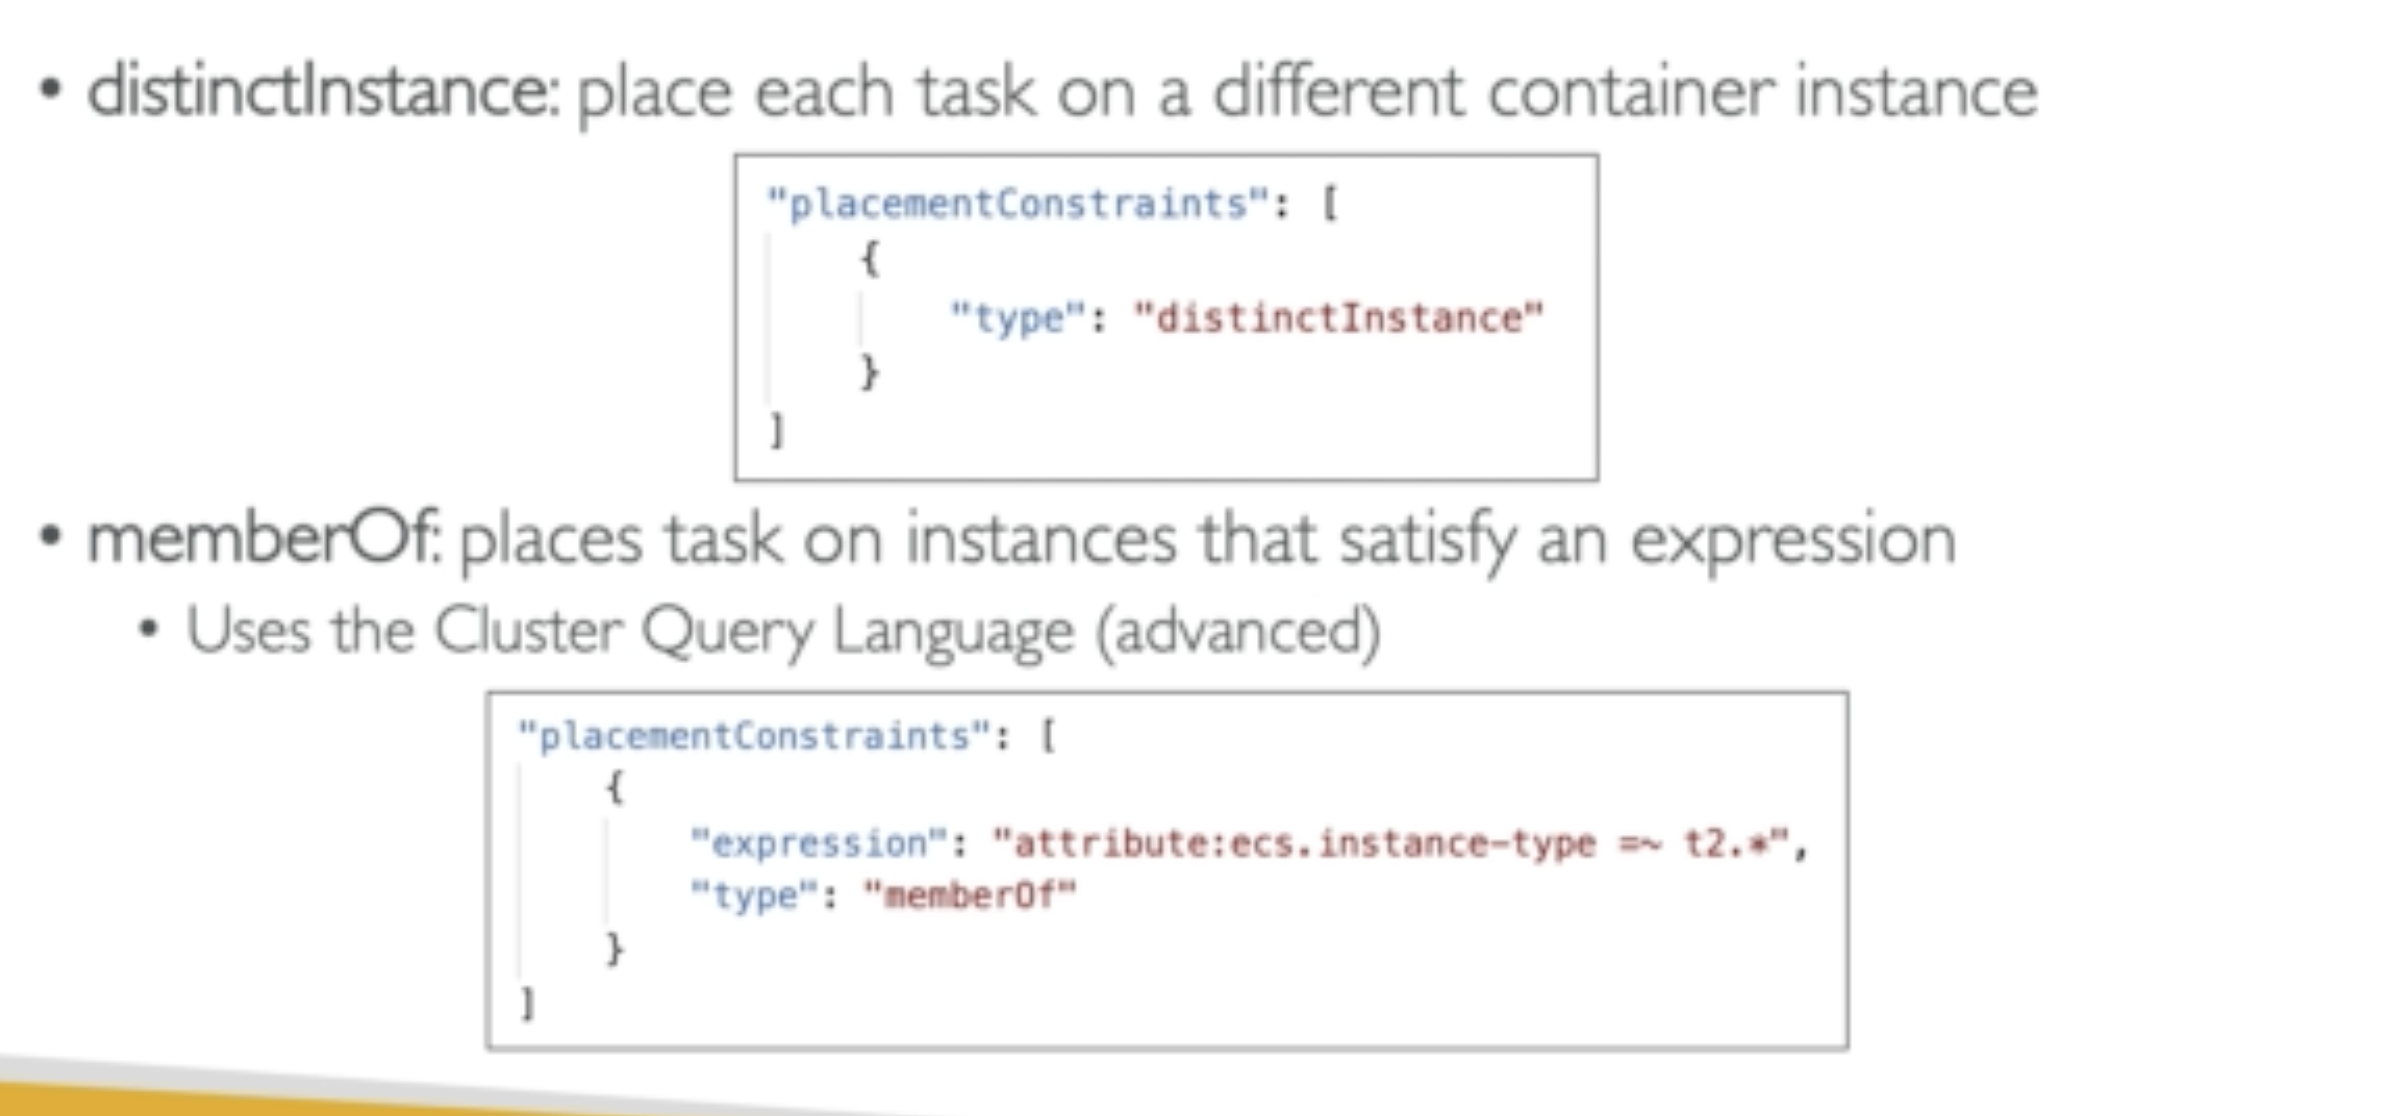 • distinctInstance: place each task on a different container instance
"placementConstraints": [
{
"type": "distinctInstance"
}
]
• memberOf: places task on instances that satisfy an expression
• Uses the Cluster Query Language (advanced)
"placementConstraints": [
{
"expression": "attribute:ecs.instance-type =~ t2.*",
"type": "memberOf"
}
]